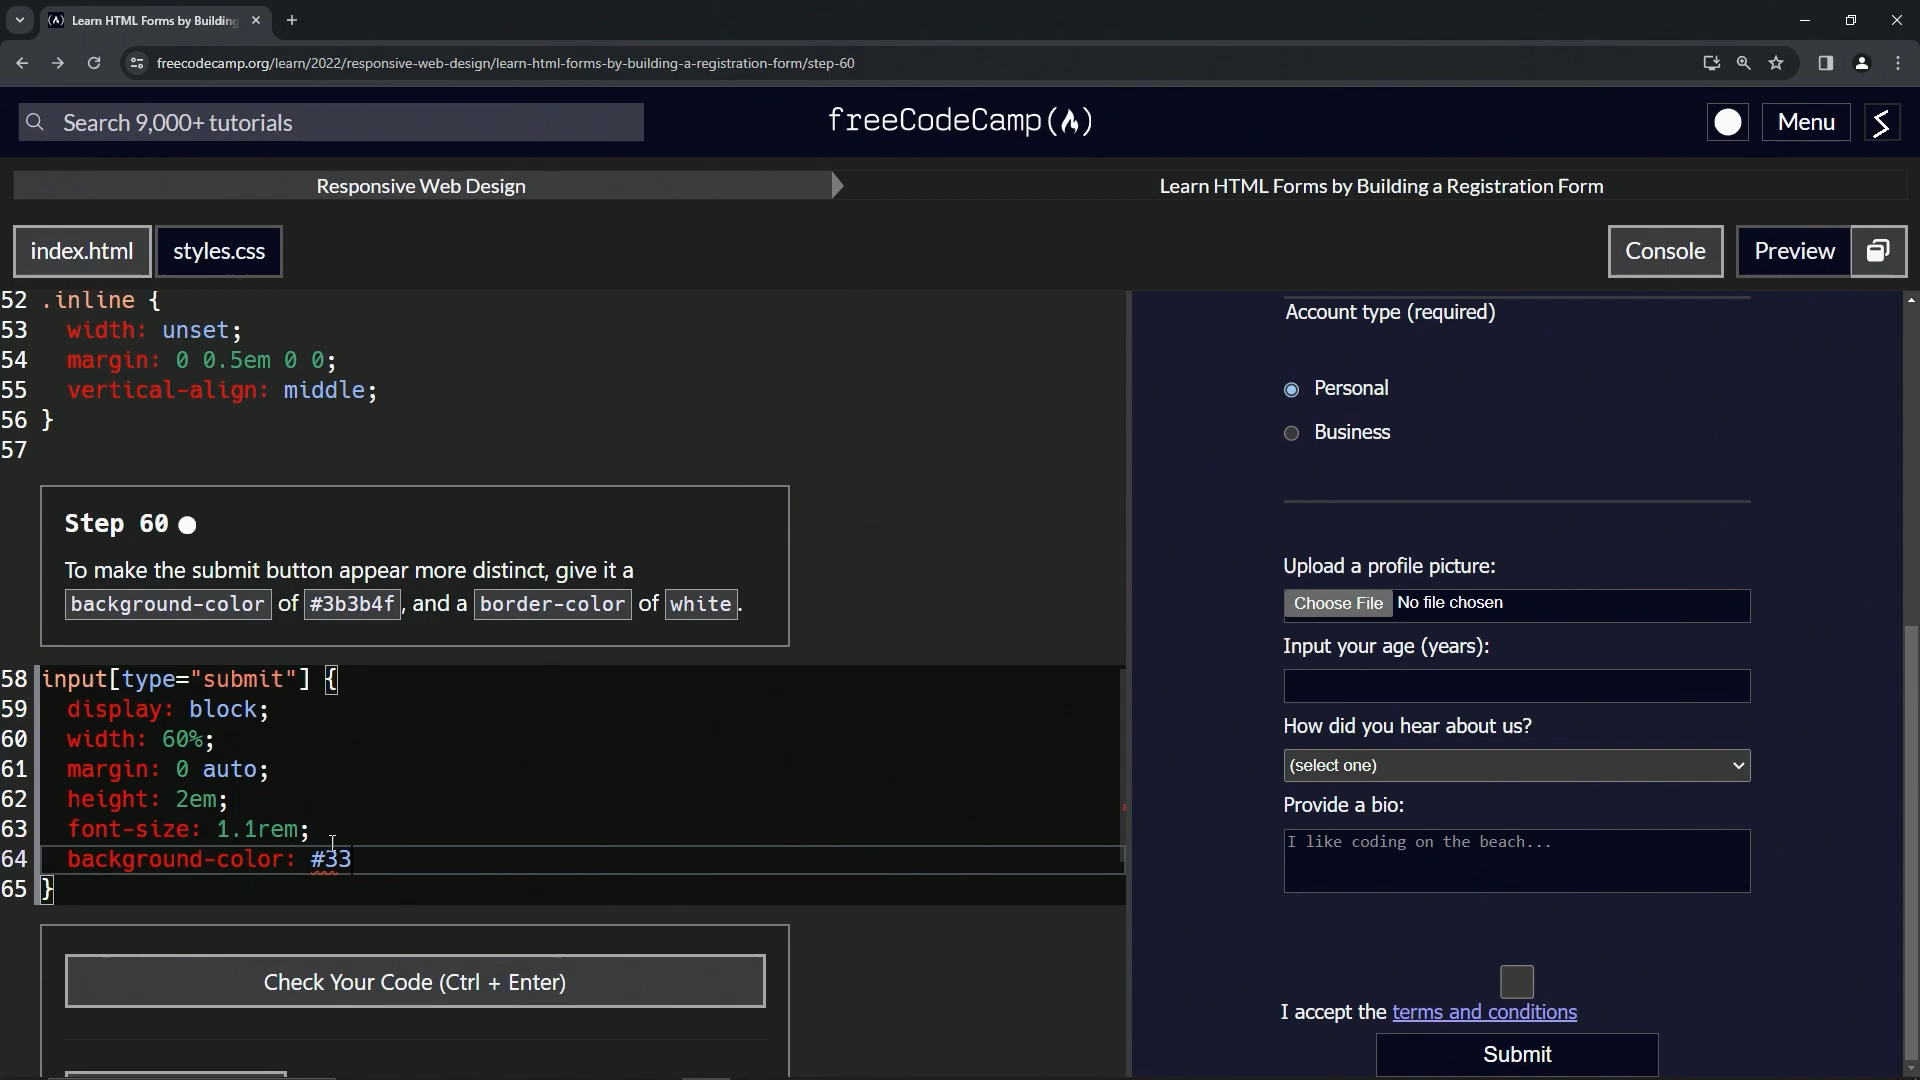 Learn HTML Forms by Building
freecodecamp.org/learn/2022/responsive-web-design/learn-html-forms-by-building-a-registration-form/step-60
Search 9,000+ tutorials
freeCodeCamp
Menu
Responsive Web Design
Learn HTML Forms by Building a Registration Form
index.html
styles.css
Console
Preview
52 .inline {
53 width: unset;
54 margin: 0 0.5em 0 0;
55 vertical-align: middle;
56 }
57
Step 60
To make the submit button appear more distinct, give it a
background-color of #3b3b4f, and a border-color of white.
58 input[type="submit"] {
59 display: block;
60 width: 60%;
61 margin: 0 auto;
62 height: 2em;
63 font-size: 1.1rem;
64 background-color: #33
65 }
Check Your Code (Ctrl + Enter)
Account type (required)
Personal
Business
Upload a profile picture:
Choose File No file chosen
Input your age (years):
How did you hear about us?
(select one)
Provide a bio:
I like coding on the beach...
I accept the terms and conditions
Submit